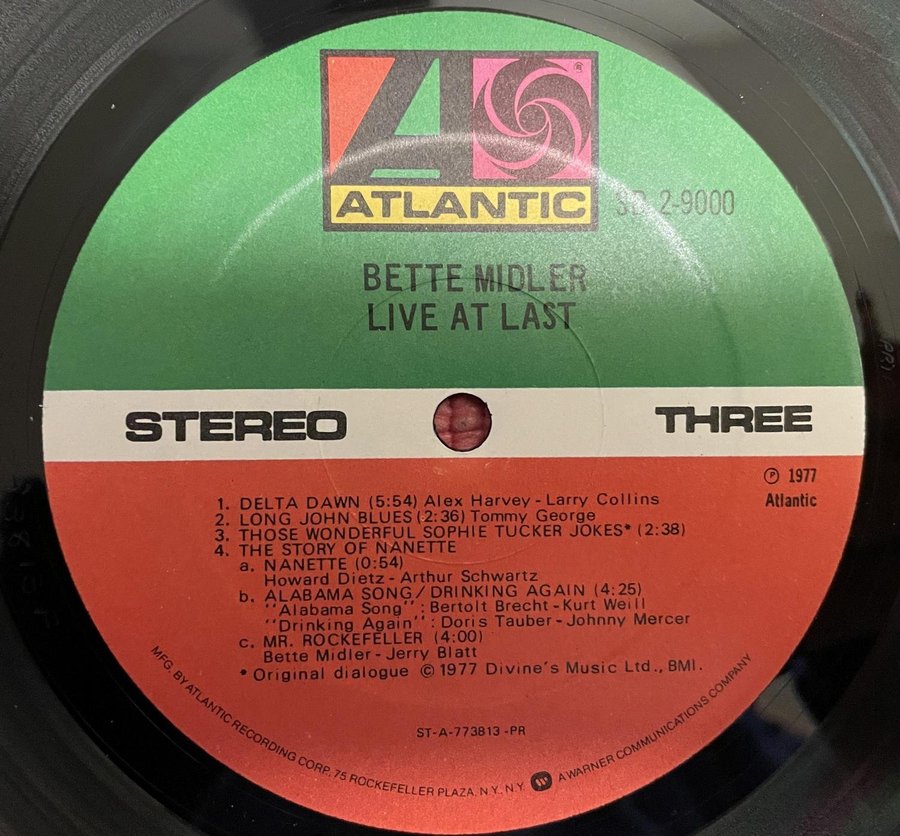 ATLANTIC
®
SD 2-9000
BETTE MIDLER
LIVE AT LAST
STEREO
THREE
℗ 1977
Atlantic
1. DELTA DAWN (5:54) Alex Harvey - Larry Collins
2. LONG JOHN BLUES (2:36) Tommy George
3. THOSE WONDERFUL SOPHIE TUCKER JOKES* (2:38)
4. THE STORY OF NANETTE
a. NANETTE (0:54)
Howard Dietz - Arthur Schwartz
b. ALABAMA SONG/DRINKING AGAIN (4:25)
"Alabama Song": Bertolt Brecht - Kurt Weill
"Drinking Again": Doris Tauber - Johnny Mercer
c. MR. ROCKEFELLER (4:00)
Bette Midler - Jerry Blatt
* Original dialogue © 1977 Divine's Music Ltd., BMI.
ST-A-773813-PR
MFG. BY ATLANTIC RECORDING CORP. 75 ROCKEFELLER PLAZA, N.Y. N.Y. A WARNER COMMUNICATIONS COMPANY